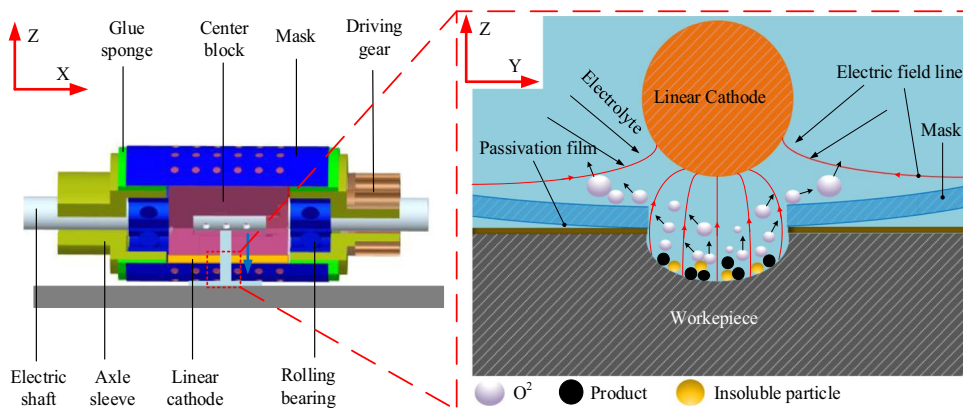 Z
X
Glue
sponge
Center
block
Mask
Driving
gear
Electric
shaft
Axle
sleeve
Linear
cathode
Rolling
bearing
Z
Y
Linear Cathode
Electrolyte
Electric field line
Passivation film
Mask
Workepiece
O²
Product
Insoluble particle